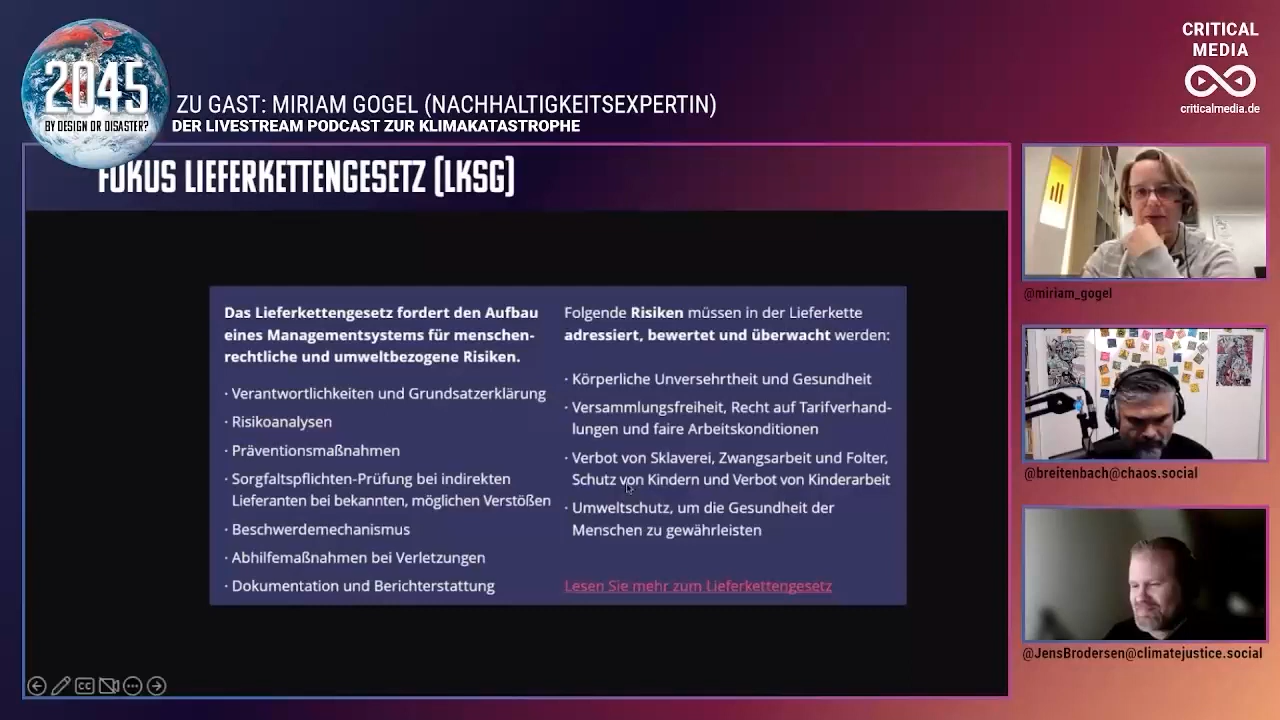 2045
BY DESIGN OR DISASTER?
ZU GAST: MIRIAM GOGEL (NACHHALTIGKEITSEXPERTIN)
DER LIVESTREAM PODCAST ZUR KLIMAKATASTROPHE
CRITICAL
MEDIA
criticalmedia.de
FOKUS LIEFERKETTENGESETZ (LKSG)
Das Lieferkettengesetz fordert den Aufbau
eines Managementsystems für menschen-
rechtliche und umweltbezogene Risiken.
· Verantwortlichkeiten und Grundsatzerklärung
· Risikoanalysen
· Präventionsmaßnahmen
· Sorgfaltspflichten-Prüfung bei indirekten
Lieferanten bei bekannten, möglichen Verstößen
· Beschwerdemechanismus
· Abhilfemaßnahmen bei Verletzungen
· Dokumentation und Berichterstattung
Folgende Risiken müssen in der Lieferkette
adressiert, bewertet und überwacht werden:
· Körperliche Unversehrtheit und Gesundheit
· Versammlungsfreiheit, Recht auf Tarifverhand-
lungen und faire Arbeitskonditionen
· Verbot von Sklaverei, Zwangsarbeit und Folter,
Schutz von Kindern und Verbot von Kinderarbeit
· Umweltschutz, um die Gesundheit der
Menschen zu gewährleisten
Lesen Sie mehr zum Lieferkettengesetz
CC
@miriam_gogel
@breitenbach@chaos.social
@JensBrodersen@climatejustice.social